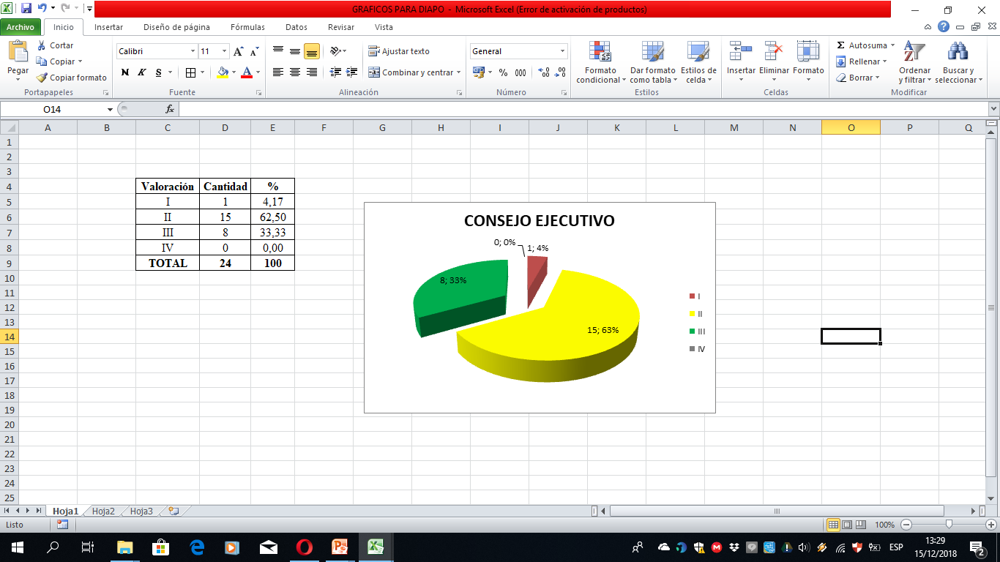 GRAFICOS PARA DIAPO - Microsoft Excel (Error de activación de productos)
Archivo Inicio Insertar Diseño de página Fórmulas Datos Revisar Vista
Pegar
Cortar
Copiar
Copiar formato
Portapapeles
Calibri 11
N K S A
Fuente
Ajustar texto
Combinar y centrar
Alineación
General
% 000
Número
Formato condicional
Dar formato como tabla
Estilos de celda
Estilos
Insertar Eliminar Formato
Celdas
Σ Autosuma
Rellenar
Borrar
Ordenar y filtrar
Buscar y seleccionar
Modificar
O14 fx
A B C D E F G H I J K L M N O P Q
1
2
3
4
5
6
7
8
9
10
11
12
13
14
15
16
17
18
19
20
21
22
23
24
25
Valoración Cantidad %
I 1 4,17
II 15 62,50
III 8 33,33
IV 0 0,00
TOTAL 24 100
CONSEJO EJECUTIVO
0; 0%
1; 4%
8; 33%
15; 63%
I
II
III
IV
Hoja1 Hoja2 Hoja3
Listo 100%
ESP
13:29
15/12/2018
2